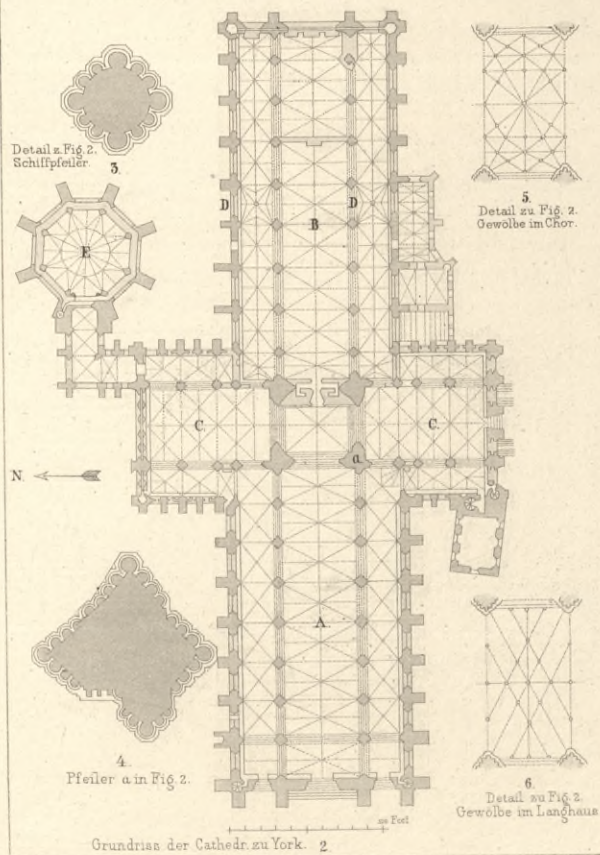 Detail z. Fig. 2.
Schiffpfeiler.
3.
5.
Detail zu Fig. 2.
Gewölbe im Chor.
D
B
D
E
C.
C.
a
N.
A
4.
Pfeiler a in Fig. 2.
6.
Detail zu Fig. 2.
Gewölbe im Langhaus
Fort
Grundriss der Cathedr. zu York. 2.